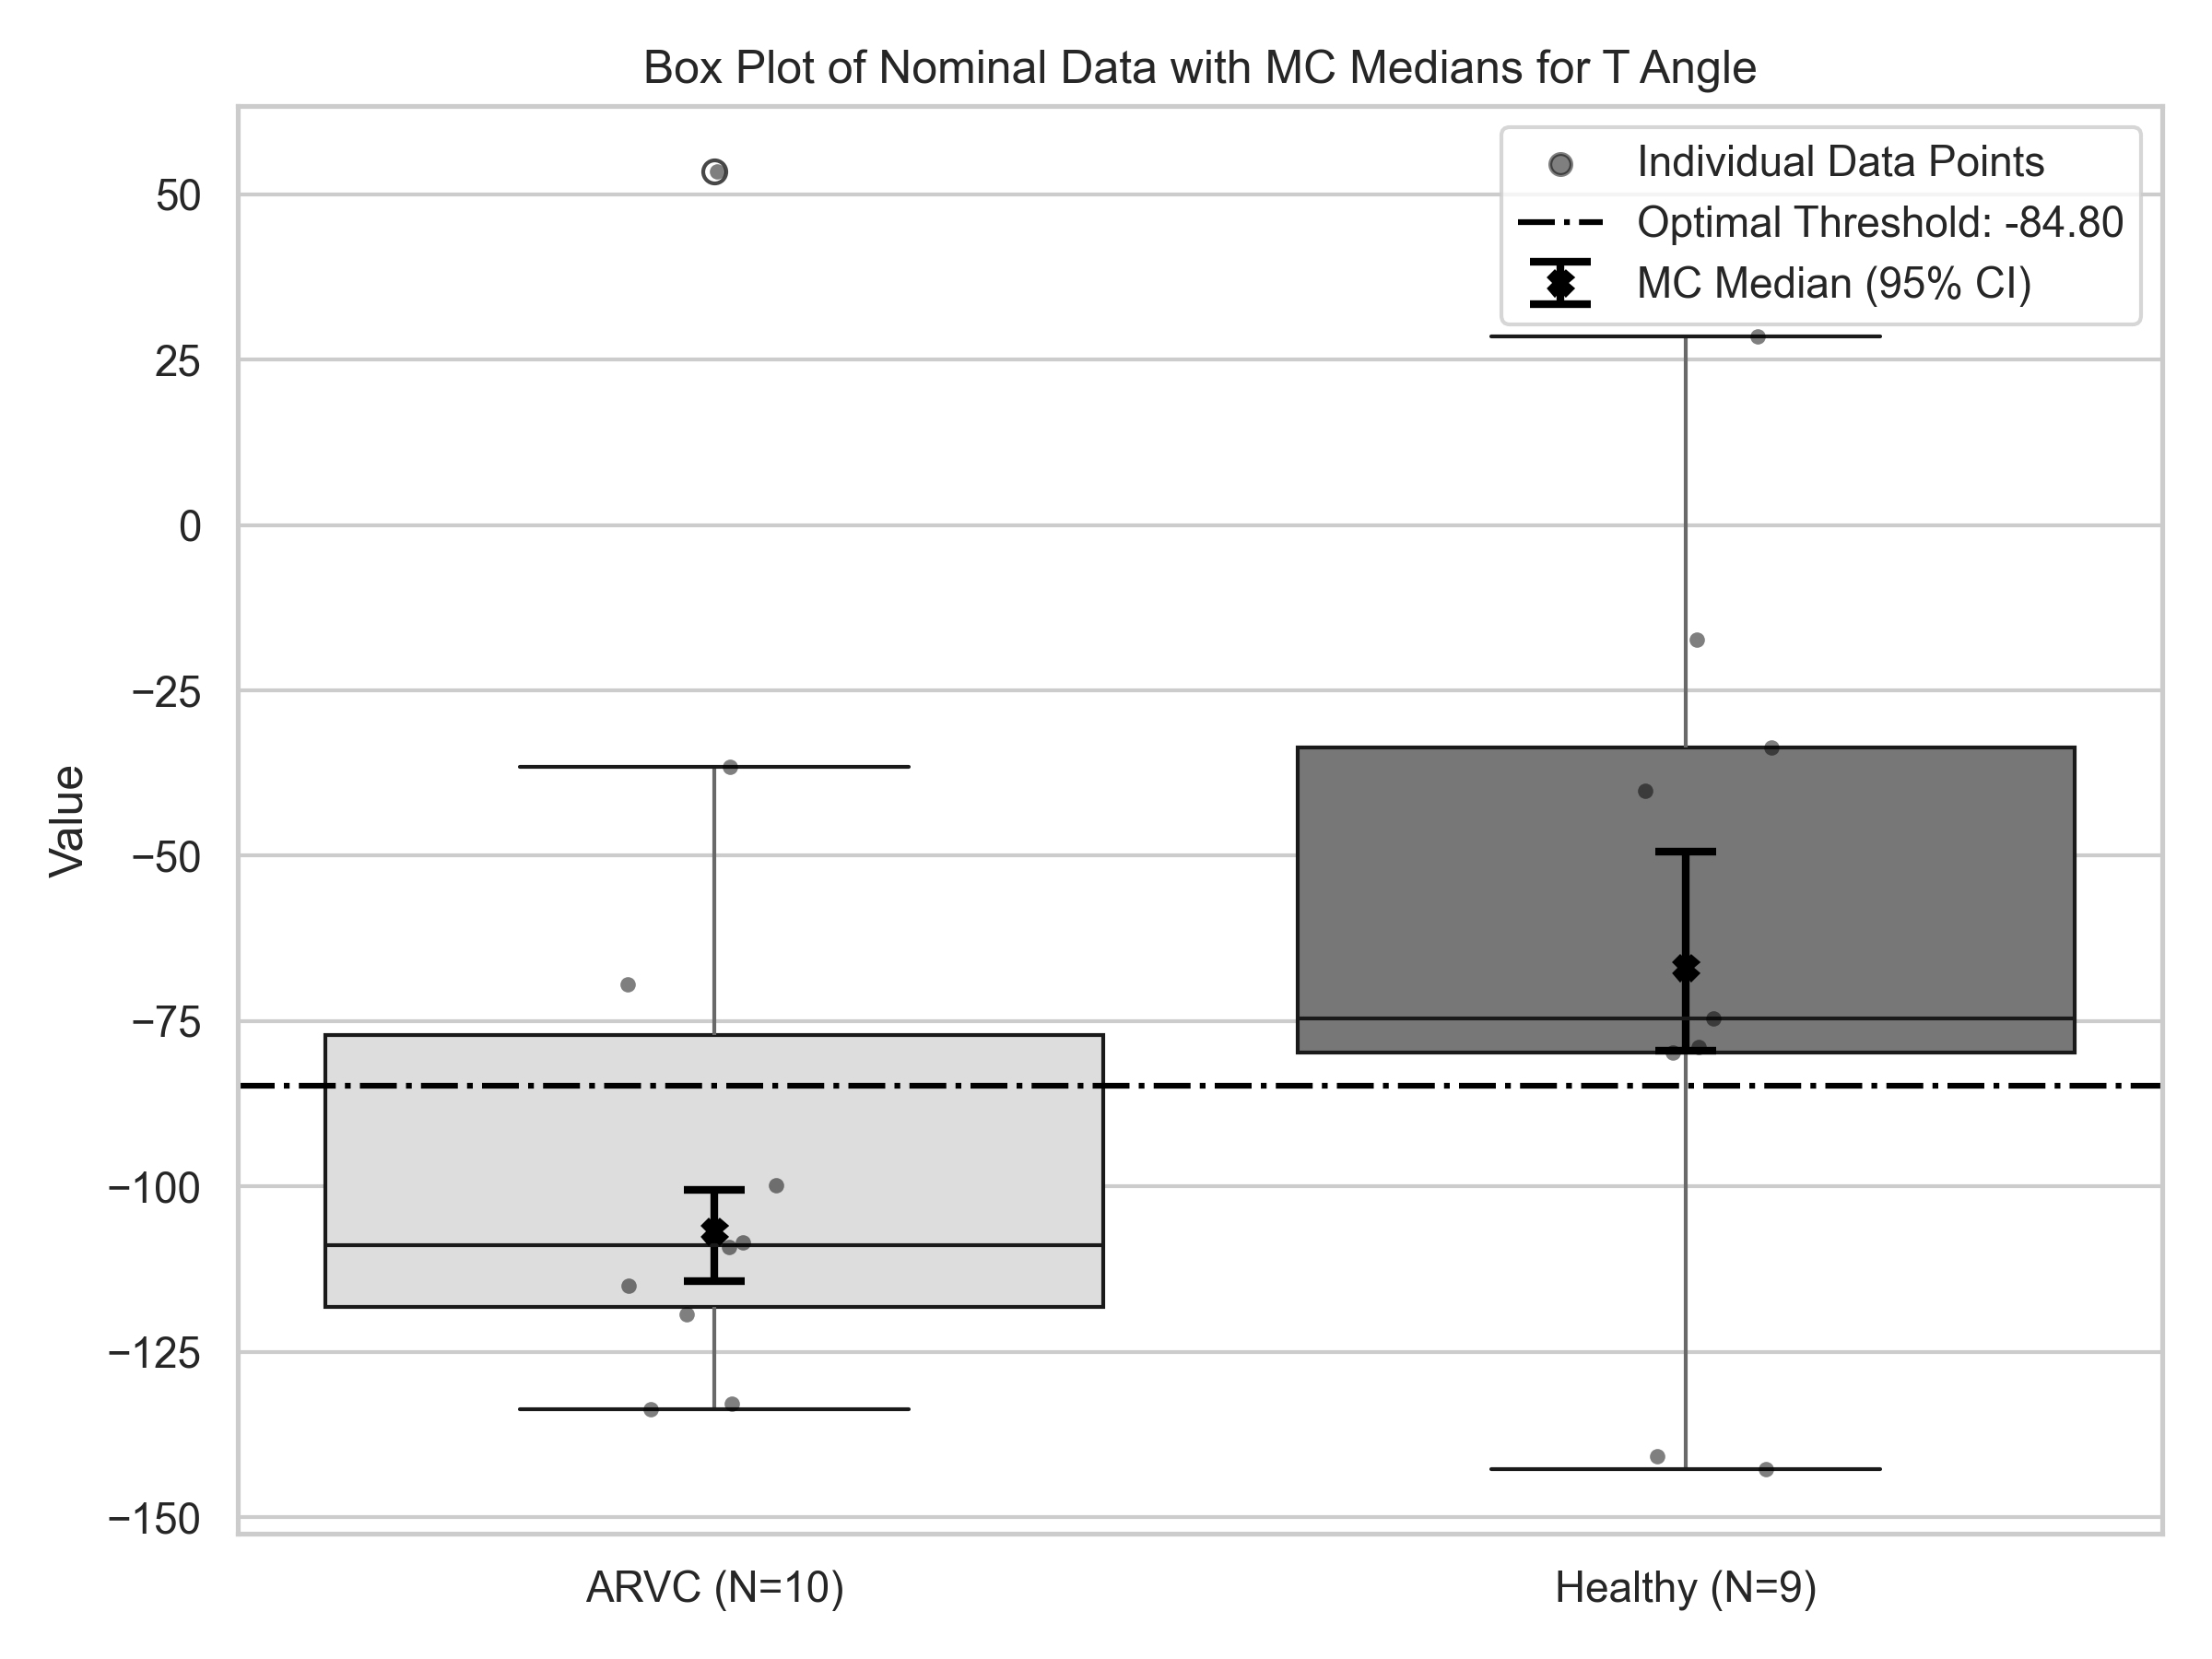 Box Plot of Nominal Data with MC Medians for T Angle
Individual Data Points
Optimal Threshold: -84.80
MC Median (95% CI)
Value
50
25
0
−25
−50
−75
−100
−125
−150
ARVC (N=10)
Healthy (N=9)